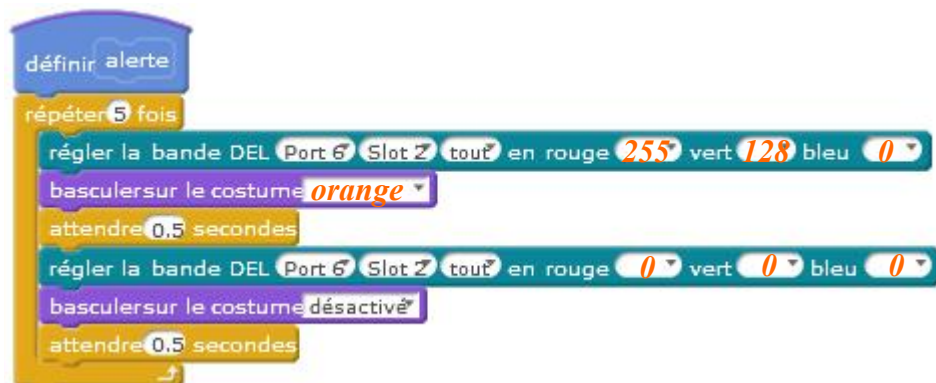 définir alerte
répéter 5 fois
régler la bande DEL Port 6 Slot 2 tout en rouge 255 vert 128 bleu 0
basculersur le costume orange
attendre 0.5 secondes
régler la bande DEL Port 6 Slot 2 tout en rouge 0 vert 0 bleu 0
basculersur le costume désactivé
attendre 0.5 secondes